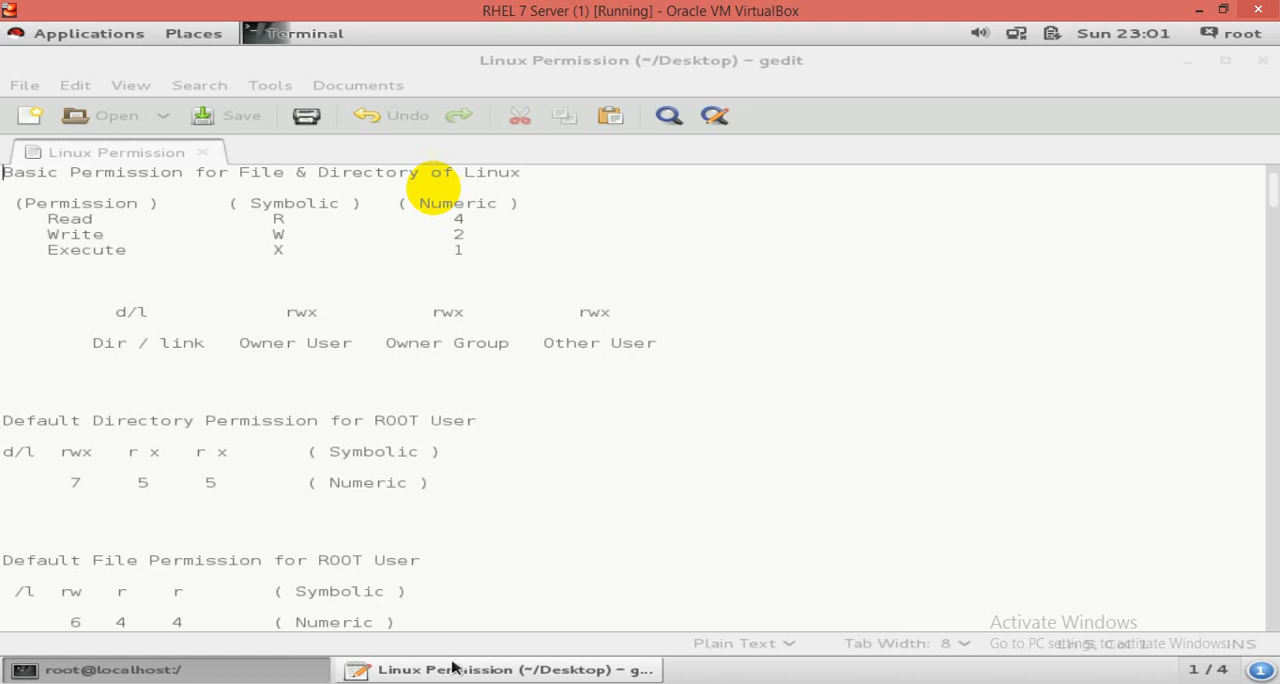 RHEL 7 Server (1) [Running] - Oracle VM VirtualBox
Applications Places Terminal Sun 23:01 root
Linux Permission (~/Desktop) - gedit
File Edit View Search Tools Documents
Open Save Undo
Linux Permission
Basic Permission for File & Directory of Linux
(Permission ) ( Symbolic ) ( Numeric )
Read R 4
Write W 2
Execute X 1
d/l rwx rwx rwx
Dir / link Owner User Owner Group Other User
Default Directory Permission for ROOT User
d/l rwx r x r x ( Symbolic )
7 5 5 ( Numeric )
Default File Permission for ROOT User
/l rw r r ( Symbolic )
6 4 4 ( Numeric )
Activate Windows
Plain Text Tab Width: 8 Go to PC settings to activate Windows. INS
root@localhost:/ Linux Permission (~/Desktop) - g... 1 / 4 1